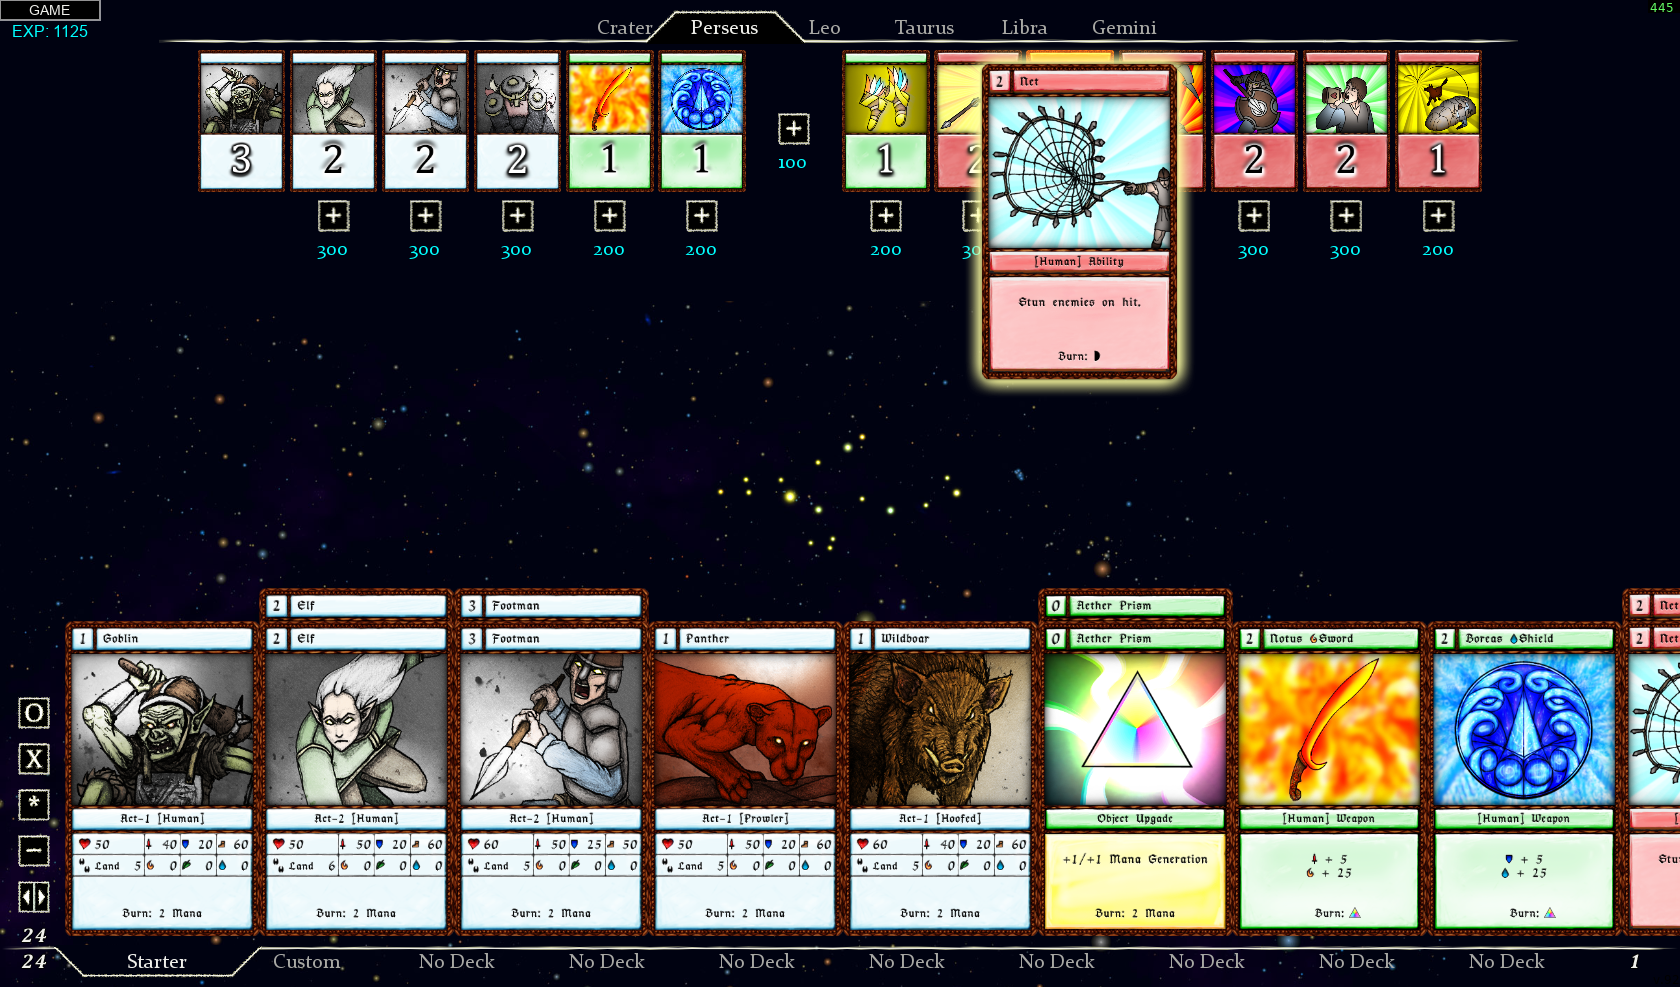 GAME
EXP: 1125
445
Crater Perseus Leo Taurus Libra Gemini
3 2 2 2 1 1
100
1 2 2 2 1
300 300 300 200 200
200 300 300 200
2 Net
[Human] Ability
Stun enemies on hit.
Burn:
2 Elf
3 Footman
0 Aether Prism
2 Net
1 Goblin
2 Elf
3 Footman
1 Panther
1 Wildboar
0 Aether Prism
2 Notus Sword
2 Boreas Shield
2 Net
O
X
*
−
Act-1 [Human]
Act-2 [Human]
Act-2 [Human]
Act-1 [Prowler]
Act-1 [Hoofed]
Object Upgade
[Human] Weapon
[Human] Weapon
50 40 20 60
Land 5 0 0 0
Burn: 2 Mana
50 50 20 60
Land 6 0 0 0
Burn: 2 Mana
60 50 25 50
Land 5 0 0 0
Burn: 2 Mana
50 50 20 60
Land 5 0 0 0
Burn: 2 Mana
60 40 20 60
Land 5 0 0 0
Burn: 2 Mana
+1/+1 Mana Generation
Burn: 2 Mana
+ 5
+ 25
Burn:
+ 5
+ 25
Burn:
24
24
Starter Custom No Deck No Deck No Deck No Deck No Deck No Deck No Deck No Deck 1